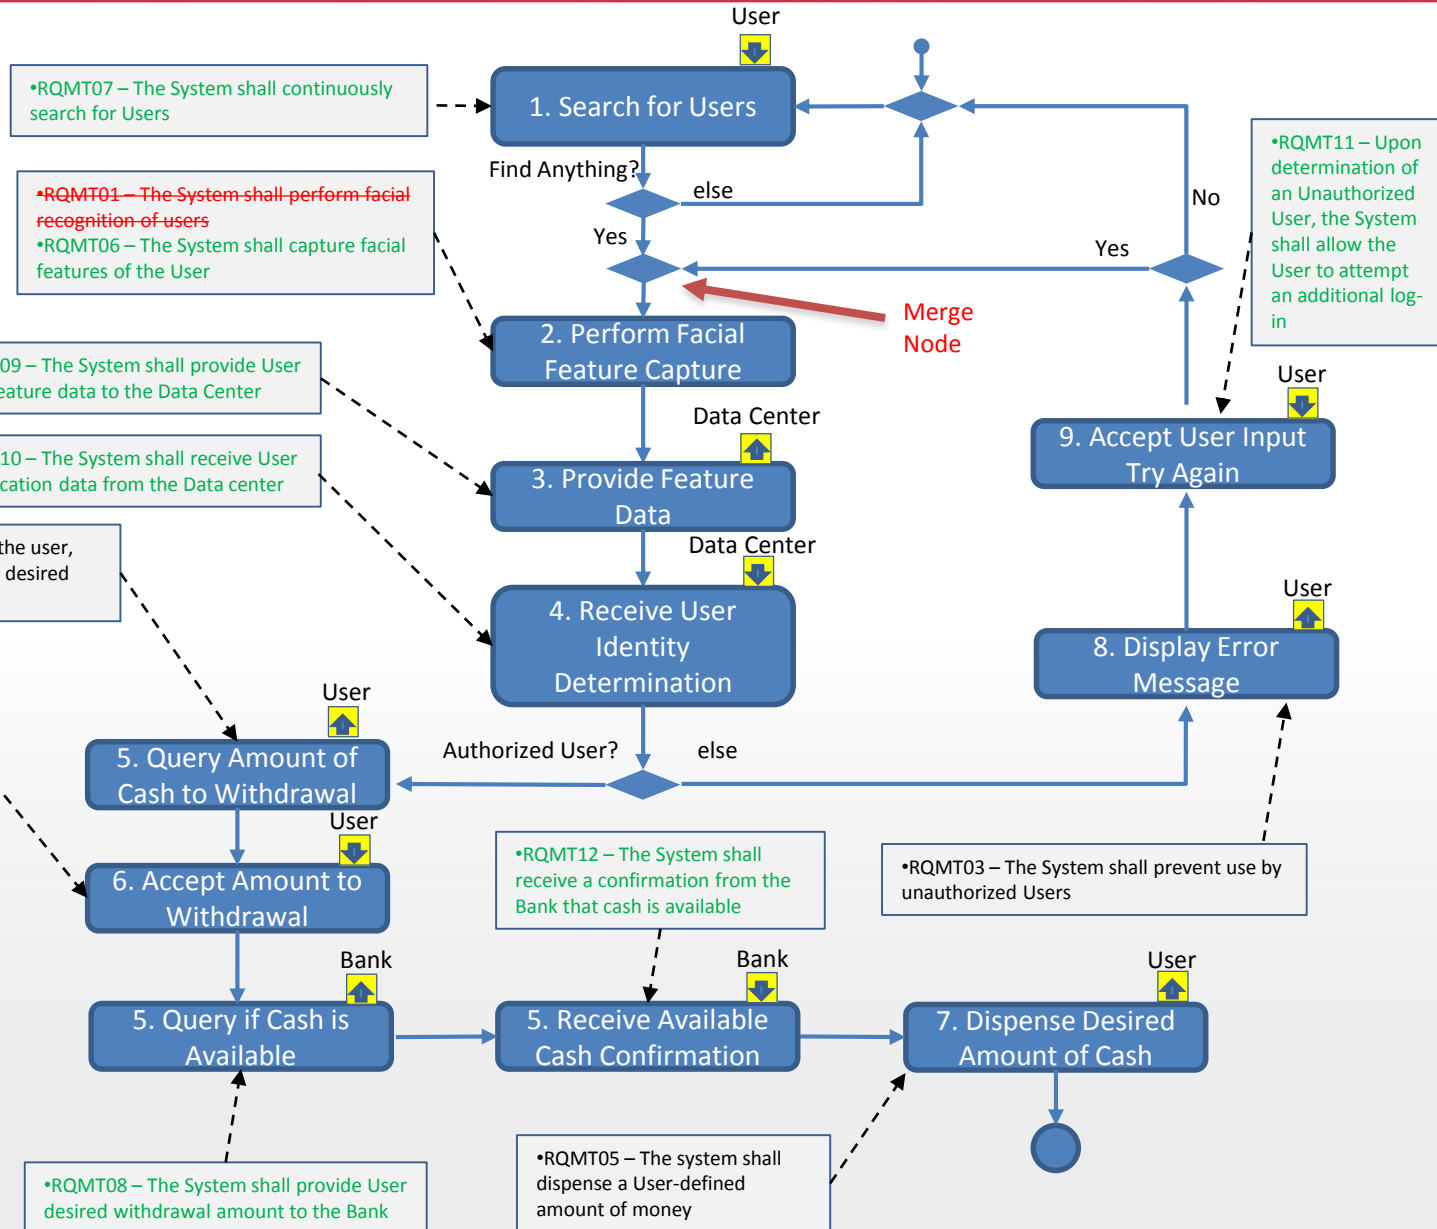 User
•RQMT07 – The System shall continuously
search for Users
1. Search for Users
Find Anything?
else
•RQMT01 – The System shall perform facial
recognition of users
•RQMT06 – The System shall capture facial
features of the User
Yes
Yes
No
•RQMT11 – Upon
determination of
an Unauthorized
User, the System
shall allow the
User to attempt
an additional log-
in
Merge
Node
2. Perform Facial
Feature Capture
09 – The System shall provide User
eature data to the Data Center
Data Center
3. Provide Feature
Data
User
9. Accept User Input
Try Again
10 – The System shall receive User
cation data from the Data center
the user,
desired
Data Center
4. Receive User
Identity
Determination
User
8. Display Error
Message
User
5. Query Amount of
Cash to Withdrawal
Authorized User?
else
User
6. Accept Amount to
Withdrawal
•RQMT12 – The System shall
receive a confirmation from the
Bank that cash is available
•RQMT03 – The System shall prevent use by
unauthorized Users
Bank
5. Query if Cash is
Available
Bank
5. Receive Available
Cash Confirmation
User
7. Dispense Desired
Amount of Cash
•RQMT08 – The System shall provide User
desired withdrawal amount to the Bank
•RQMT05 – The system shall
dispense a User-defined
amount of money